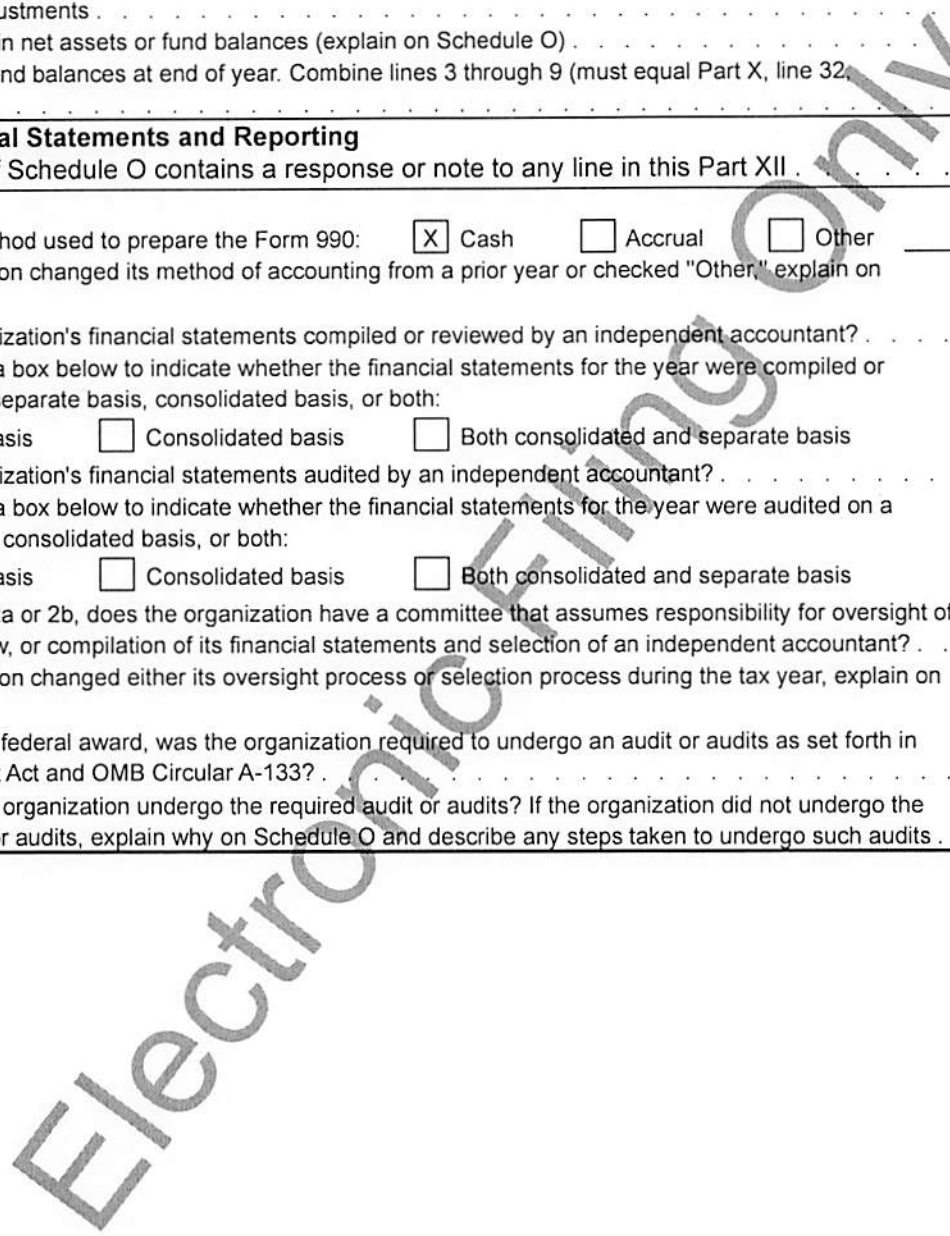 ustments . . . . . . . . . . . . . . . . . . . . . . . . . . . .
in net assets or fund balances (explain on Schedule O) . . . . . . . . . . . .
nd balances at end of year. Combine lines 3 through 9 (must equal Part X, line 32,
. . . . . . . . . . . . . . . . . . . . . . . . . . . . . . . .
al Statements and Reporting
Schedule O contains a response or note to any line in this Part XII . . . . . .
hod used to prepare the Form 990: X Cash Accrual Other
on changed its method of accounting from a prior year or checked "Other," explain on
ization's financial statements compiled or reviewed by an independent accountant? . . . .
a box below to indicate whether the financial statements for the year were compiled or
eparate basis, consolidated basis, or both:
asis Consolidated basis Both consolidated and separate basis
ization's financial statements audited by an independent accountant? . . . . . . . .
a box below to indicate whether the financial statements for the year were audited on a
consolidated basis, or both:
asis Consolidated basis Both consolidated and separate basis
a or 2b, does the organization have a committee that assumes responsibility for oversight of
w, or compilation of its financial statements and selection of an independent accountant? . .
on changed either its oversight process or selection process during the tax year, explain on
federal award, was the organization required to undergo an audit or audits as set forth in
Act and OMB Circular A-133? . . . . . . . . . . . . . . . . . . . .
organization undergo the required audit or audits? If the organization did not undergo the
r audits, explain why on Schedule O and describe any steps taken to undergo such audits .
Electronic Filing Only